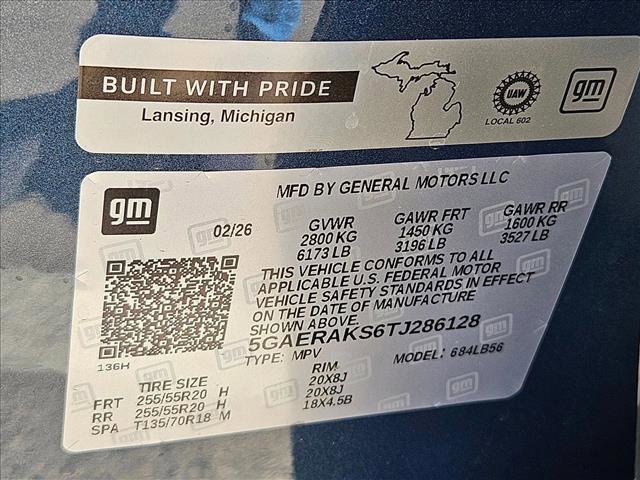 BUILT WITH PRIDE
Lansing, Michigan
UAW
LOCAL 602
gm
gm
MFD BY GENERAL MOTORS LLC
02/26 GVWR GAWR FRT GAWR RR
2800 KG 1450 KG 1600 KG
6173 LB 3196 LB 3527 LB
THIS VEHICLE CONFORMS TO ALL
APPLICABLE U.S. FEDERAL MOTOR
VEHICLE SAFETY STANDARDS IN EFFECT
ON THE DATE OF MANUFACTURE
SHOWN ABOVE.
5GAERAKS6TJ286128
TYPE: MPV MODEL: 684LB56
136H
TIRE SIZE RIM
FRT 255/55R20 H 20X8J
RR 255/55R20 H 20X8J
SPA T135/70R18 M 18X4.5B